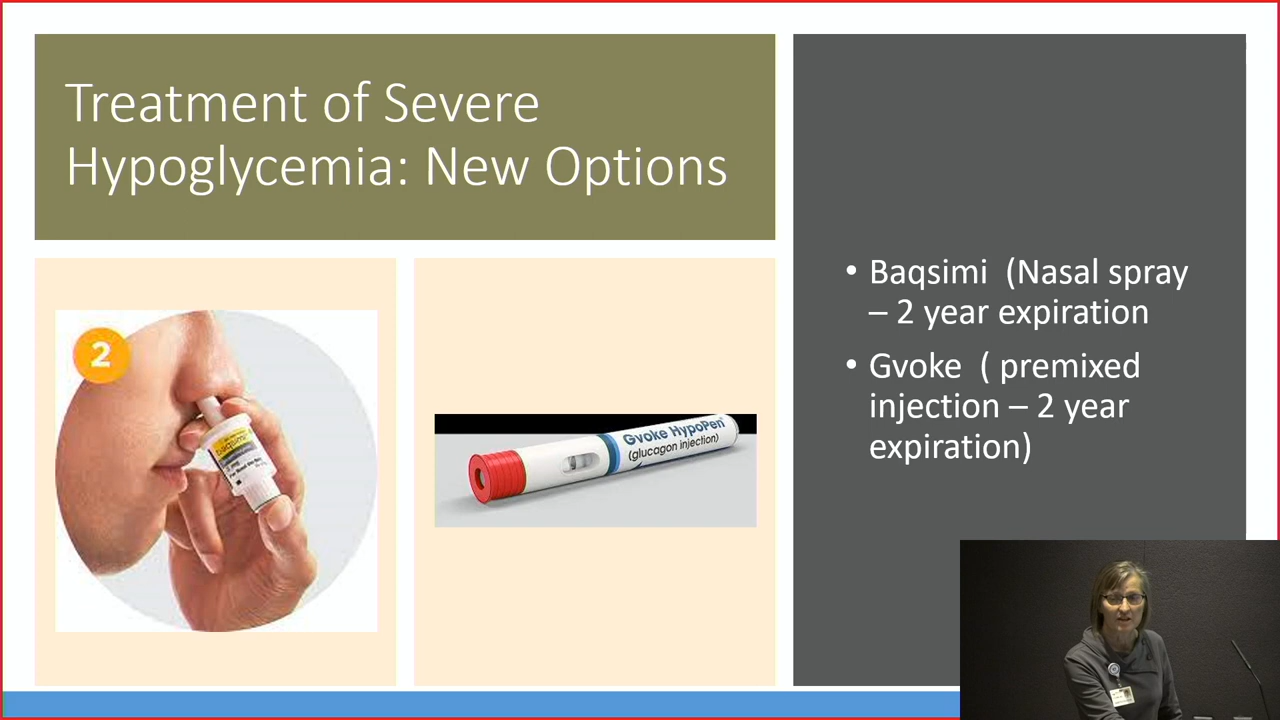 Treatment of Severe
Hypoglycemia: New Options
• Baqsimi  (Nasal spray
– 2 year expiration
• Gvoke  ( premixed
injection – 2 year
expiration)
2
baqsimi
Gvoke HypoPen
(glucagon injection)